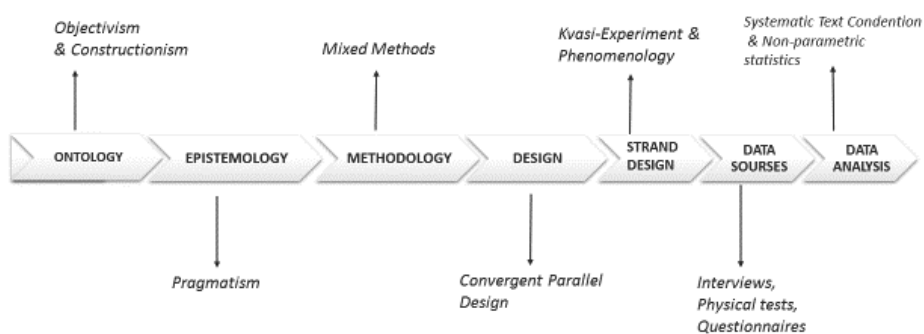 Objectivism
& Constructionism
Mixed Methods
Kvasi-Experiment &
Phenomenology
Systematic Text Condention
& Non-parametric
statistics
ONTOLOGY
EPISTEMOLOGY
METHODOLOGY
DESIGN
STRAND
DESIGN
DATA
SOURSES
DATA
ANALYSIS
Pragmatism
Convergent Parallel
Design
Interviews,
Physical tests,
Questionnaires